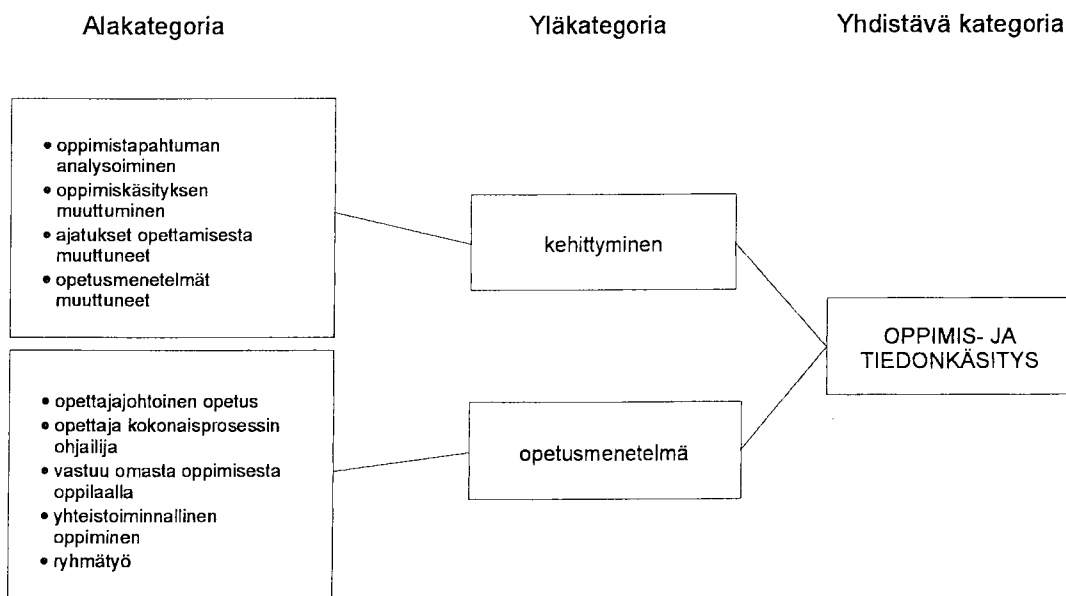 Alakategoria
Yläkategoria
Yhdistävä kategoria
• oppimistapahtuman
analysoiminen
• oppimiskäsityksen
muuttuminen
• ajatukset opettamisesta
muuttuneet
• opetusmenetelmät
muuttuneet
kehittyminen
OPPIMIS- JA
TIEDONKÄSITYS
• opettajajohtoinen opetus
• opettaja kokonaisprosessin
ohjailija
• vastuu omasta oppimisesta
oppilaalla
• yhteistoiminnallinen
oppiminen
• ryhmätyö
opetusmenetelmä